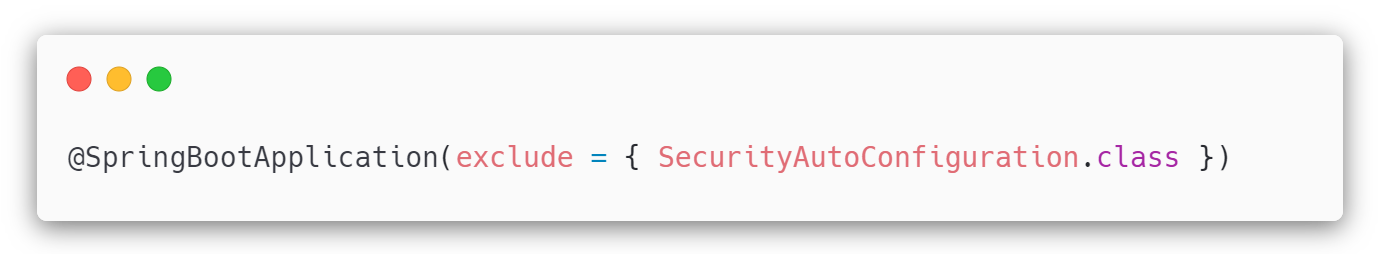 @SpringBootApplication(exclude = { SecurityAutoConfiguration.class })